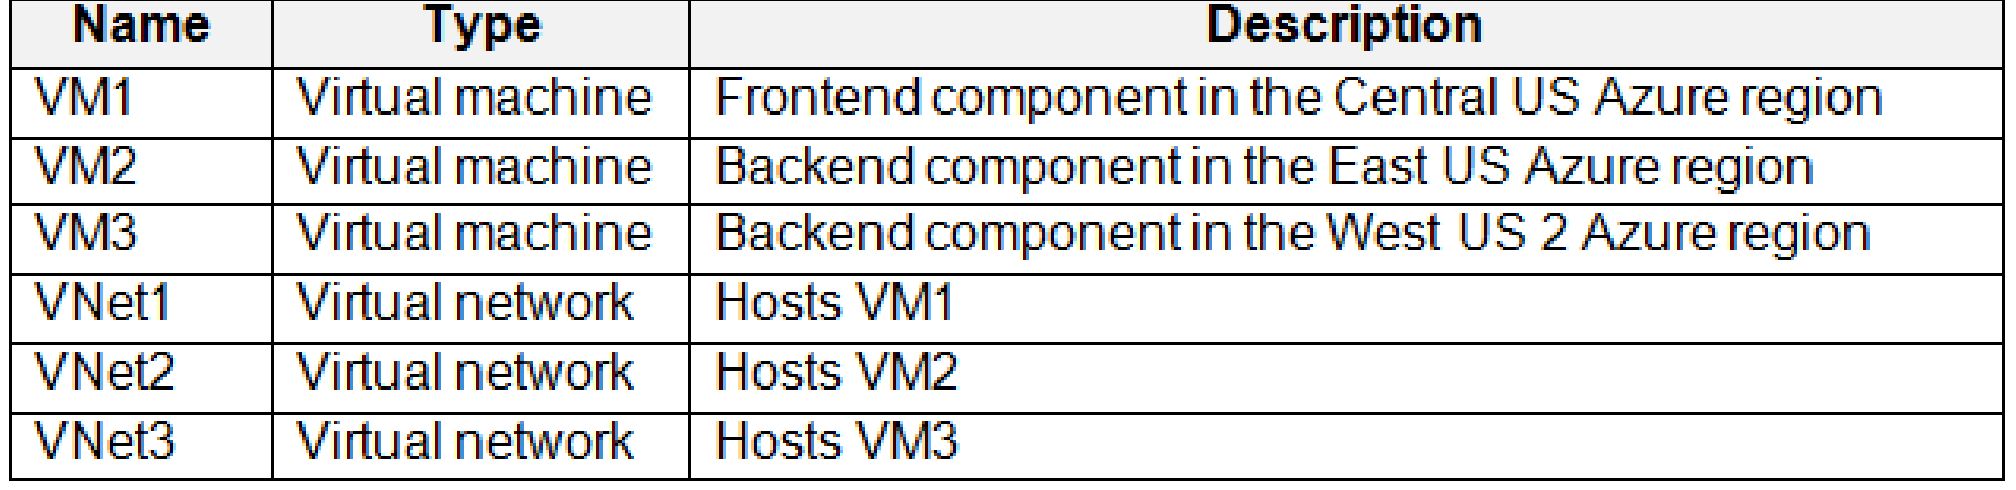 Name Type Description
VM1 Virtual machine Frontend component in the Central US Azure region
VM2 Virtual machine Backend component in the East US Azure region
VM3 Virtual machine Backend component in the West US 2 Azure region
VNet1 Virtual network Hosts VM1
VNet2 Virtual network Hosts VM2
VNet3 Virtual network Hosts VM3